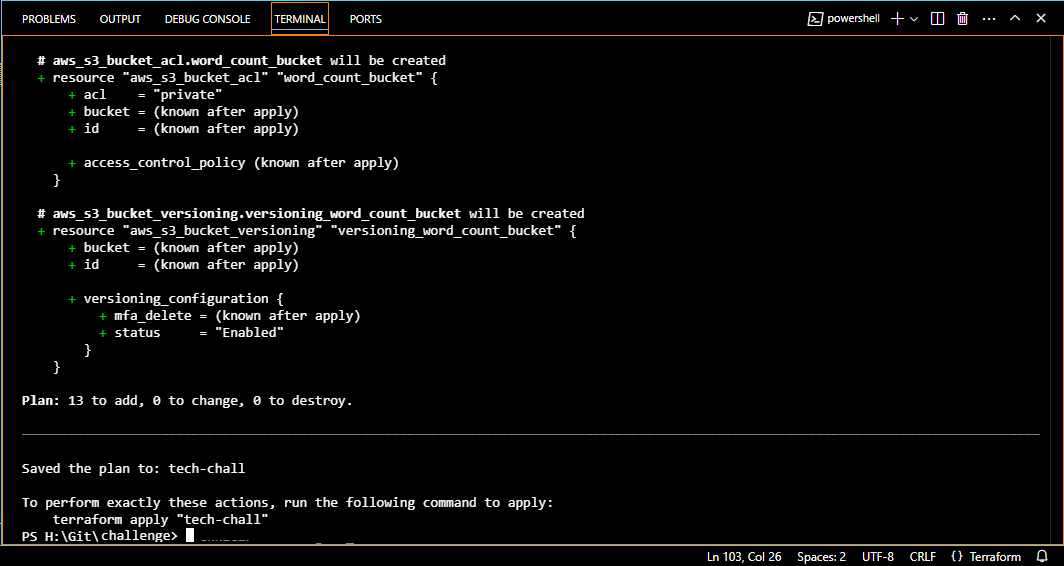 PROBLEMS OUTPUT DEBUG CONSOLE TERMINAL PORTS powershell
# aws_s3_bucket_acl.word_count_bucket will be created
+ resource "aws_s3_bucket_acl" "word_count_bucket" {
+ acl    = "private"
+ bucket = (known after apply)
+ id     = (known after apply)
+ access_control_policy (known after apply)
}
# aws_s3_bucket_versioning.versioning_word_count_bucket will be created
+ resource "aws_s3_bucket_versioning" "versioning_word_count_bucket" {
+ bucket = (known after apply)
+ id     = (known after apply)
+ versioning_configuration {
+ mfa_delete = (known after apply)
+ status     = "Enabled"
}
}
Plan: 13 to add, 0 to change, 0 to destroy.
Saved the plan to: tech-chall
To perform exactly these actions, run the following command to apply:
terraform apply "tech-chall"
PS H:\Git\challenge>
Ln 103, Col 26 Spaces: 2 UTF-8 CRLF {} Terraform